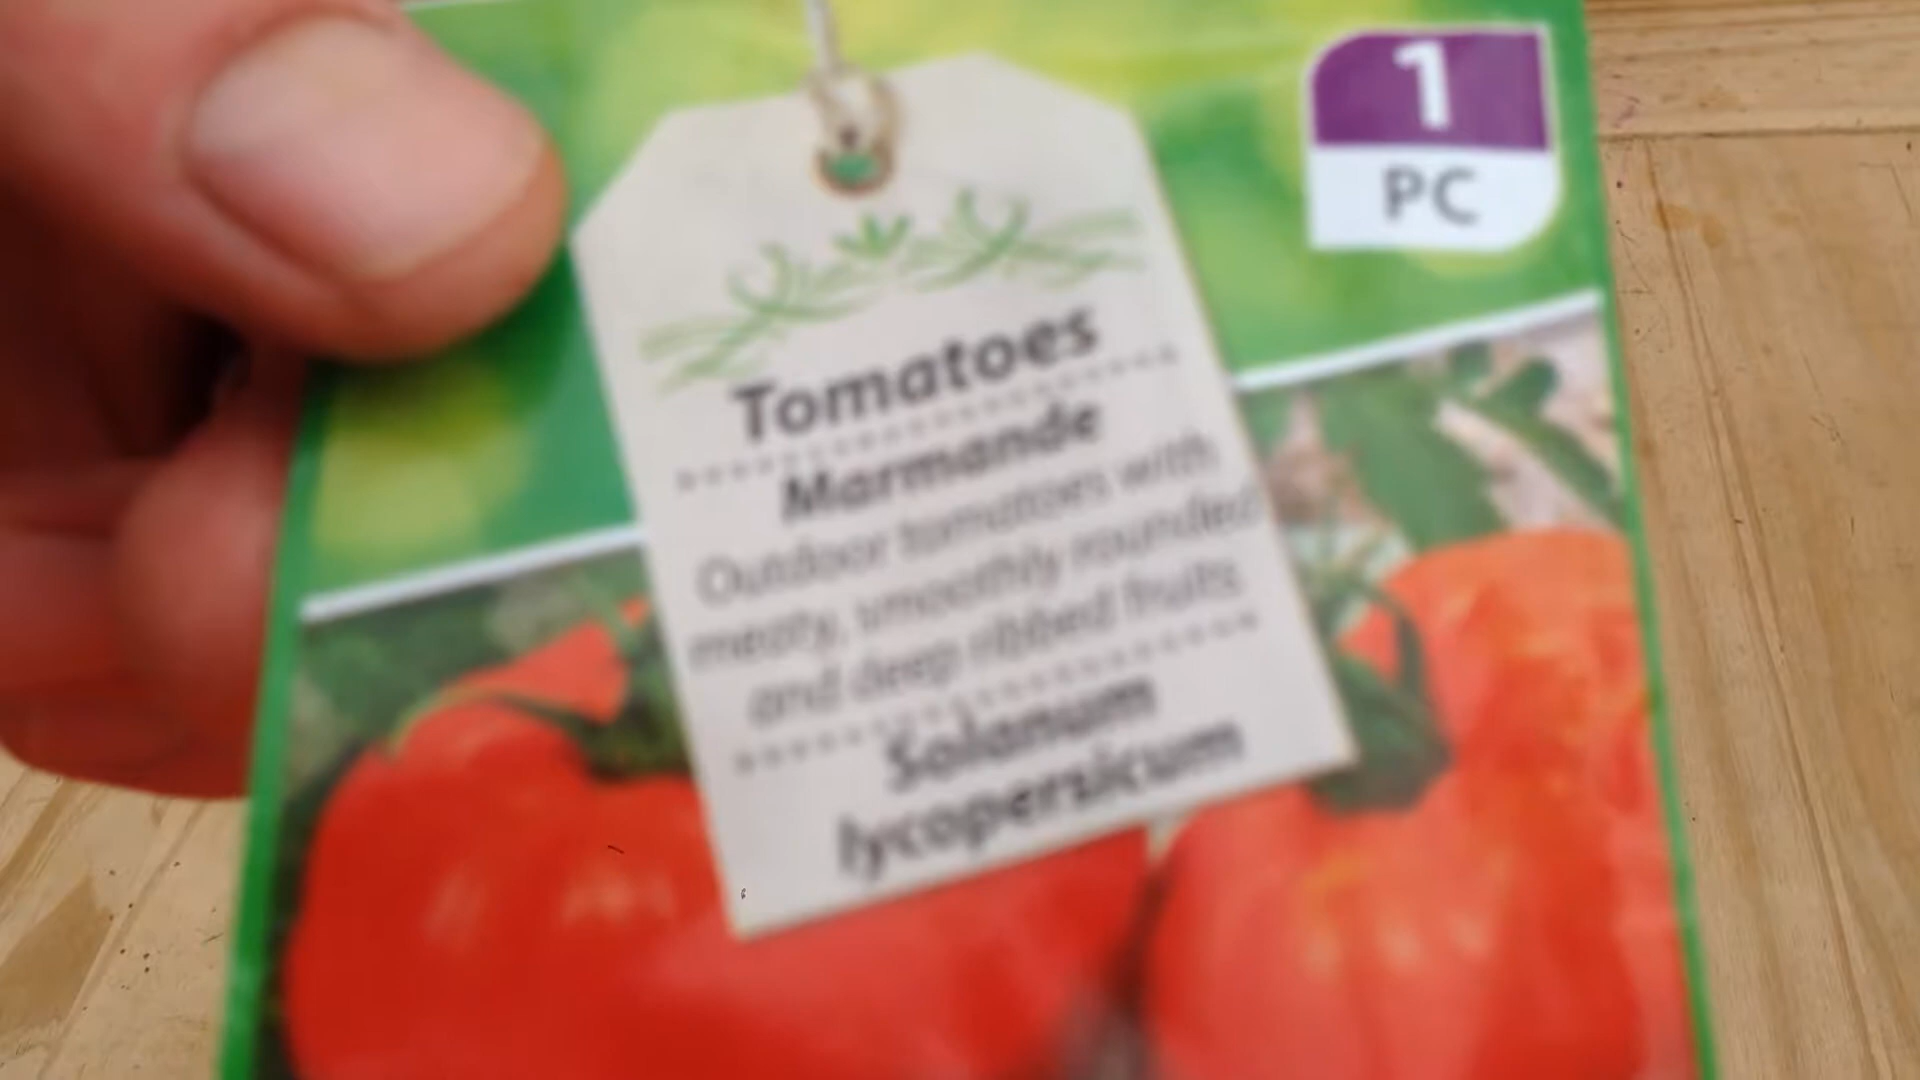 1
PC
Tomatoes
Marmande
Outdoor tomatoes with
meaty, smoothly rounded
and deep ribbed fruits
Solanum
lycopersicum